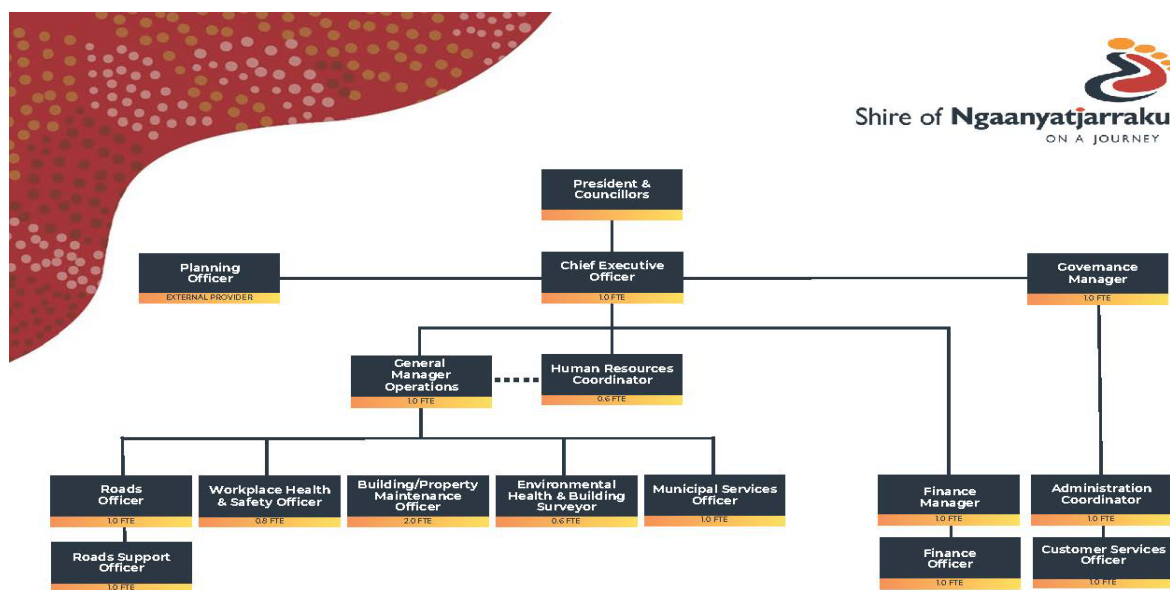 Shire of Ngaanyatjarraku
ON A JOURNEY
President &
Councillors
Planning
Officer
EXTERNAL PROVIDER
Chief Executive
Officer
1.0 FTE
Governance
Manager
1.0 FTE
General
Manager
Operations
1.0 FTE
Human Resources
Coordinator
0.6 FTE
Roads
Officer
1.0 FTE
Workplace Health
& Safety Officer
0.8 FTE
Building/Property
Maintenance
Officer
2.0 FTE
Environmental
Health & Building
Surveyor
0.6 FTE
Municipal Services
Officer
1.0 FTE
Finance
Manager
1.0 FTE
Administration
Coordinator
1.0 FTE
Roads Support
Officer
1.0 FTE
Finance
Officer
1.0 FTE
Customer Services
Officer
1.0 FTE